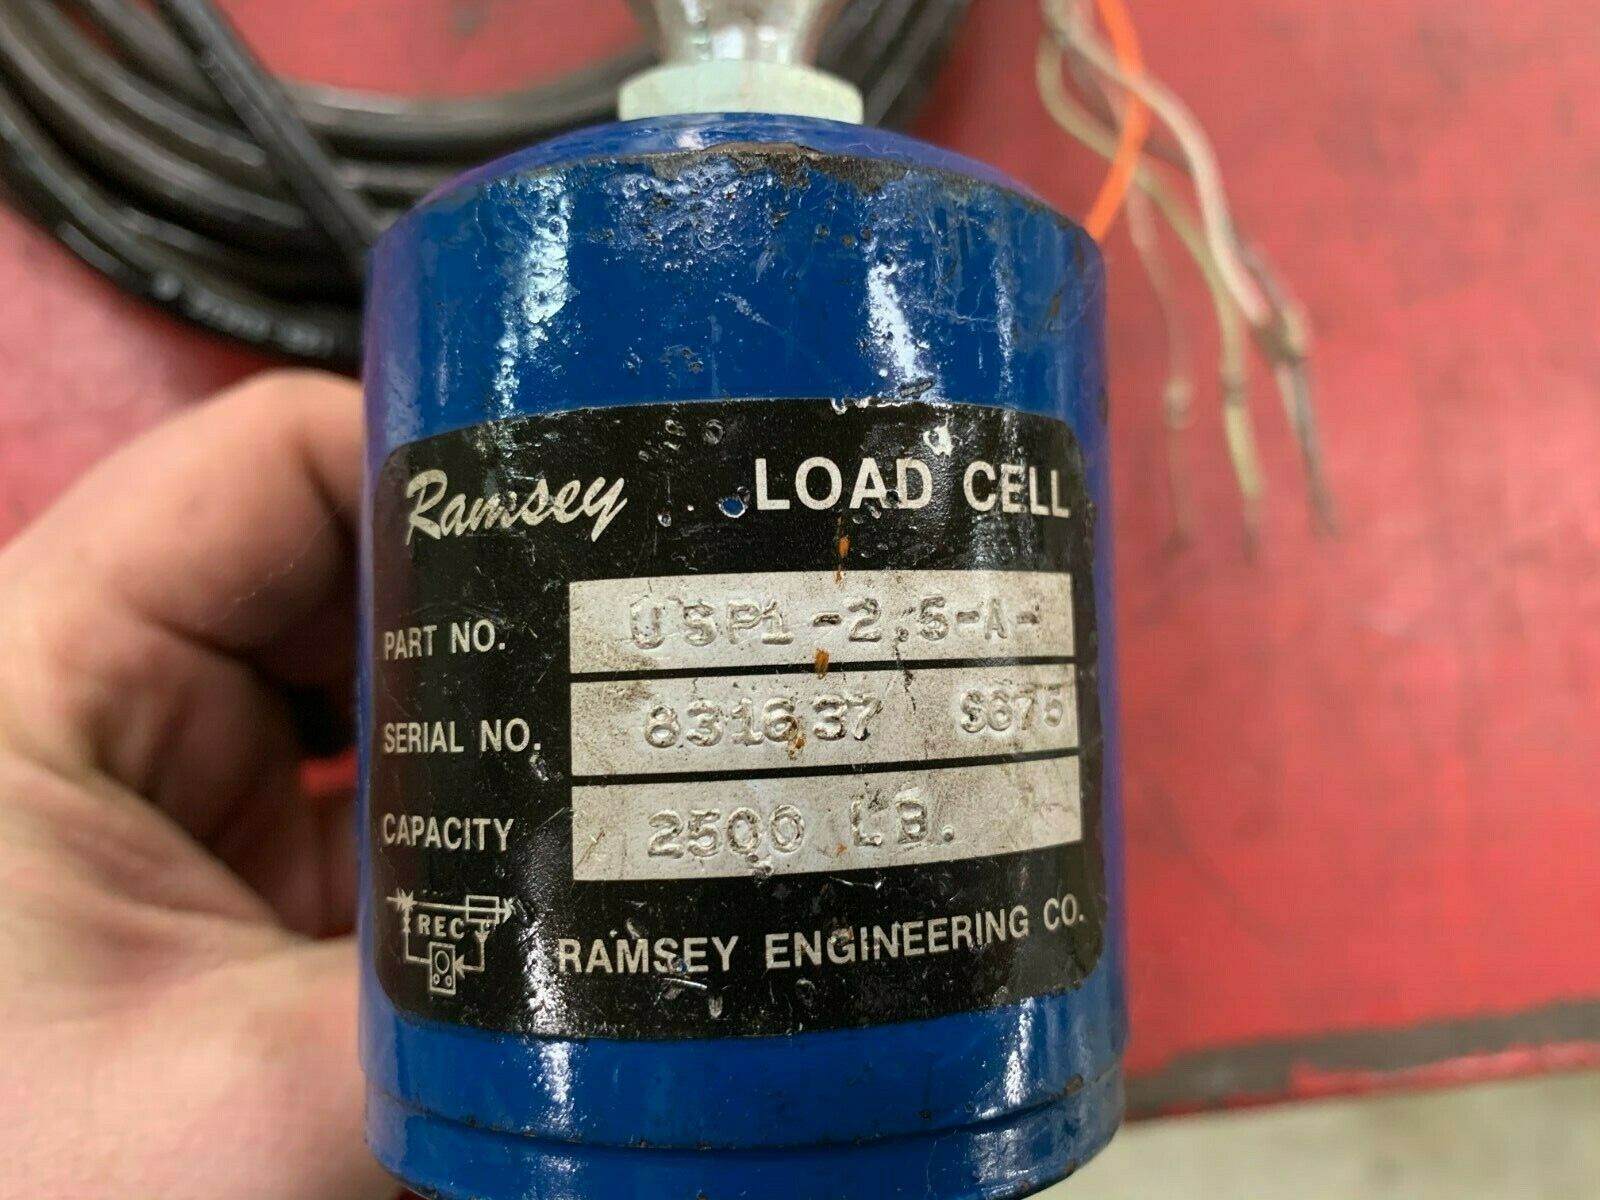 Ramsey LOAD CELL
PART NO. USP1-2.5-A-
SERIAL NO. 831637 S675
CAPACITY 2500 LB.
REC
RAMSEY ENGINEERING CO.